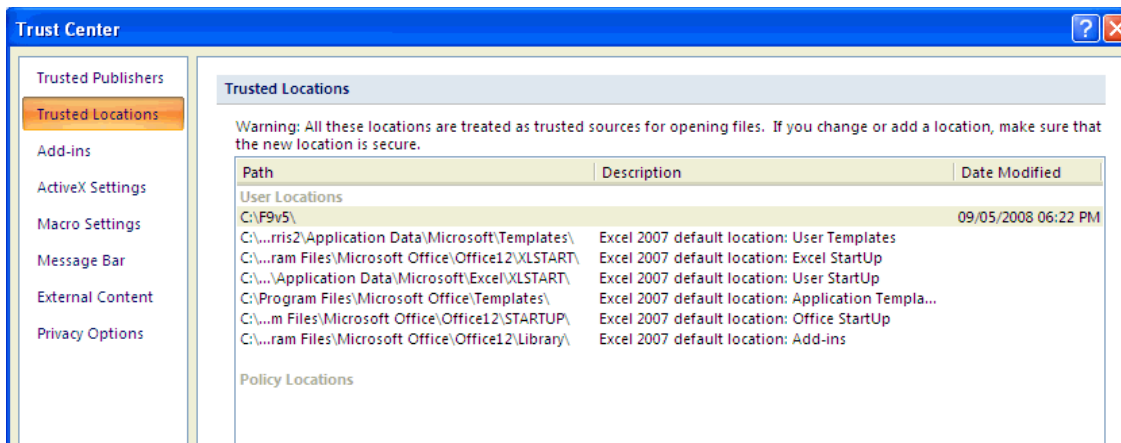 Trust Center
Trusted Publishers
Trusted Locations
Add-ins
ActiveX Settings
Macro Settings
Message Bar
External Content
Privacy Options
Trusted Locations
Warning: All these locations are treated as trusted sources for opening files. If you change or add a location, make sure that
the new location is secure.
Path Description Date Modified
User Locations
C:\F9v5\ 09/05/2008 06:22 PM
C:\...rris2\Application Data\Microsoft\Templates\ Excel 2007 default location: User Templates
C:\...ram Files\Microsoft Office\Office12\XLSTART\ Excel 2007 default location: Excel StartUp
C:\...\Application Data\Microsoft\Excel\XLSTART\ Excel 2007 default location: User StartUp
C:\Program Files\Microsoft Office\Templates\ Excel 2007 default location: Application Templa...
C:\...m Files\Microsoft Office\Office12\STARTUP\ Excel 2007 default location: Office StartUp
C:\...ram Files\Microsoft Office\Office12\Library\ Excel 2007 default location: Add-ins
Policy Locations